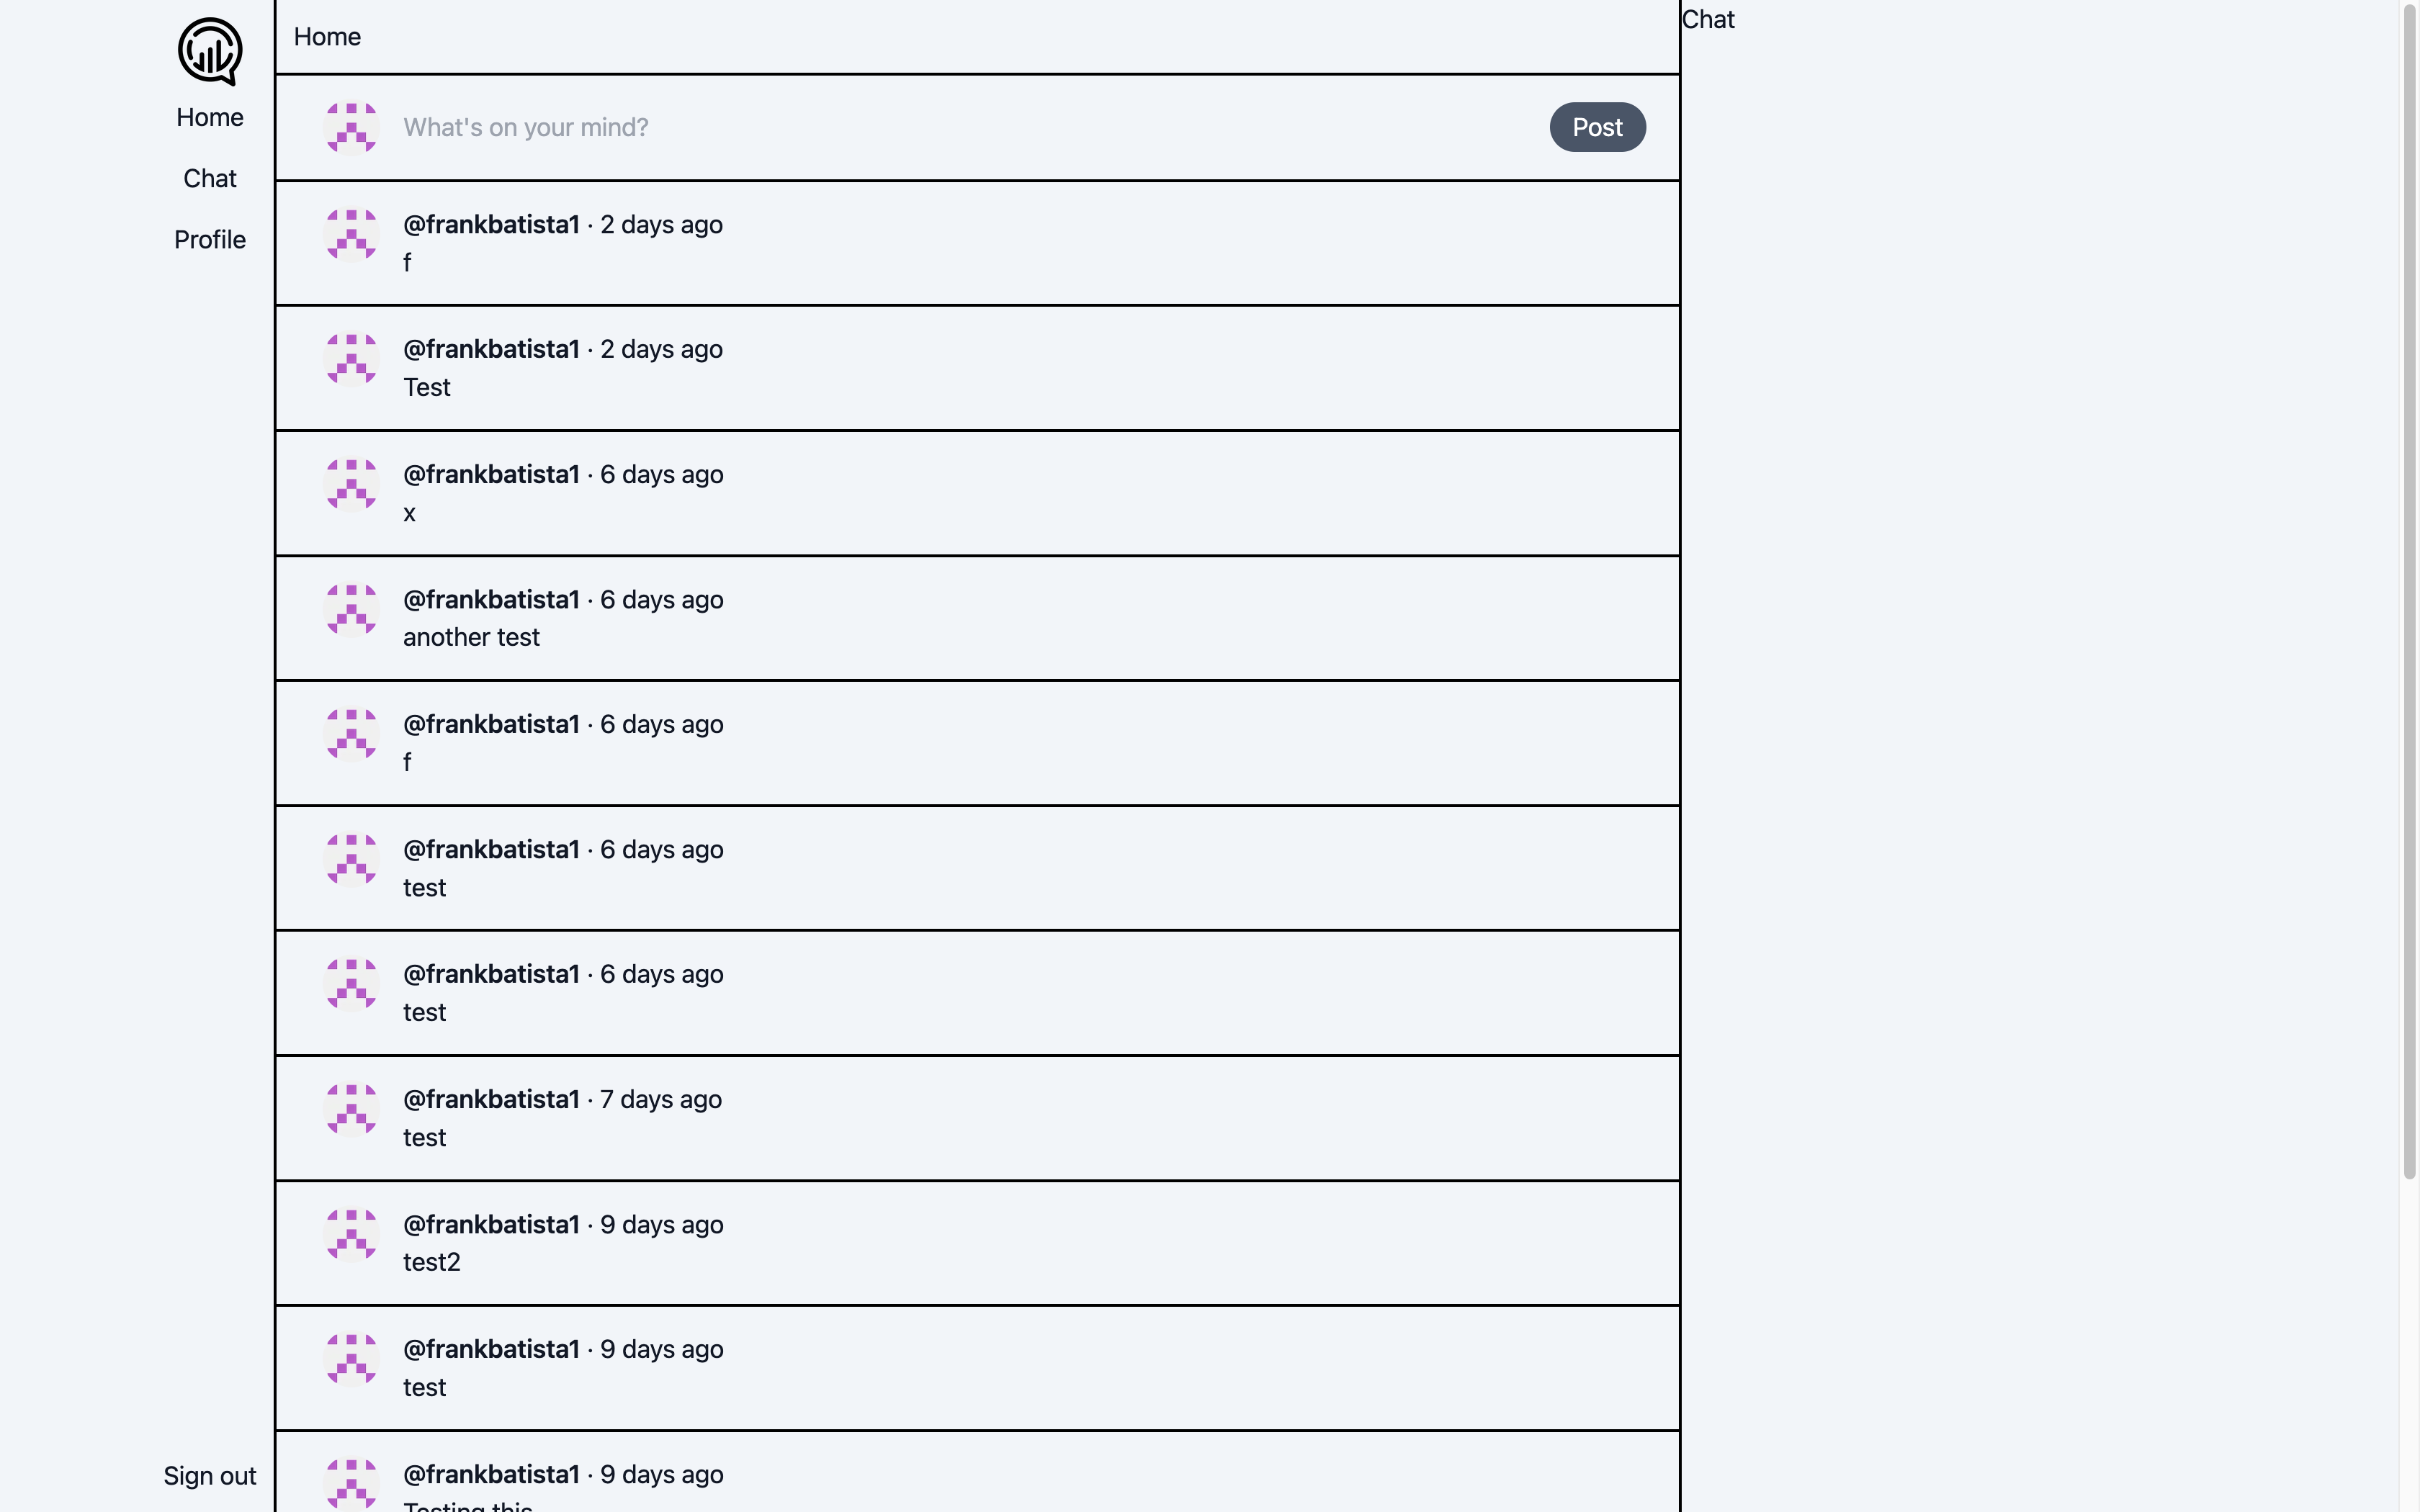 Home
Chat
Profile
Sign out
Home
What's on your mind?
Post
@frankbatista1 · 2 days ago
f
@frankbatista1 · 2 days ago
Test
@frankbatista1 · 6 days ago
x
@frankbatista1 · 6 days ago
another test
@frankbatista1 · 6 days ago
f
@frankbatista1 · 6 days ago
test
@frankbatista1 · 6 days ago
test
@frankbatista1 · 7 days ago
test
@frankbatista1 · 9 days ago
test2
@frankbatista1 · 9 days ago
test
@frankbatista1 · 9 days ago
Testing this
Chat